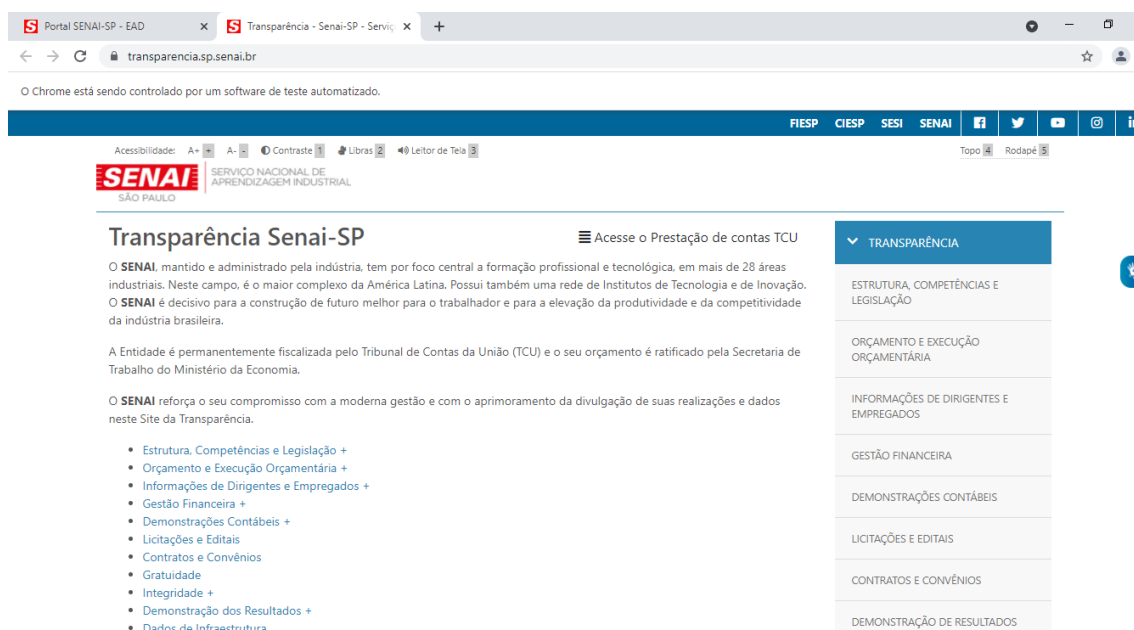 Portal SENAI-SP - EAD
Transparência - Senai-SP - Serviç
transparencia.sp.senai.br
O Chrome está sendo controlado por um software de teste automatizado.
FIESP CIESP SESI SENAI
Acessibilidade: A+ + A- - Contraste 1 Libras 2 Leitor de Tela 3 Topo 4 Rodapé 5
SENAI
SÃO PAULO
SERVIÇO NACIONAL DE
APRENDIZAGEM INDUSTRIAL
Transparência Senai-SP
Acesse o Prestação de contas TCU
O SENAI, mantido e administrado pela indústria, tem por foco central a formação profissional e tecnológica, em mais de 28 áreas
industriais. Neste campo, é o maior complexo da América Latina. Possui também uma rede de Institutos de Tecnologia e de Inovação.
O SENAI é decisivo para a construção de futuro melhor para o trabalhador e para a elevação da produtividade e da competitividade
da indústria brasileira.
A Entidade é permanentemente fiscalizada pelo Tribunal de Contas da União (TCU) e o seu orçamento é ratificado pela Secretaria de
Trabalho do Ministério da Economia.
O SENAI reforça o seu compromisso com a moderna gestão e com o aprimoramento da divulgação de suas realizações e dados
neste Site da Transparência.
Estrutura, Competências e Legislação +
Orçamento e Execução Orçamentária +
Informações de Dirigentes e Empregados +
Gestão Financeira +
Demonstrações Contábeis +
Licitações e Editais
Contratos e Convênios
Gratuidade
Integridade +
Demonstração dos Resultados +
Dados de Infraestrutura
TRANSPARÊNCIA
ESTRUTURA, COMPETÊNCIAS E
LEGISLAÇÃO
ORÇAMENTO E EXECUÇÃO
ORÇAMENTÁRIA
INFORMAÇÕES DE DIRIGENTES E
EMPREGADOS
GESTÃO FINANCEIRA
DEMONSTRAÇÕES CONTÁBEIS
LICITAÇÕES E EDITAIS
CONTRATOS E CONVÊNIOS
DEMONSTRAÇÃO DE RESULTADOS